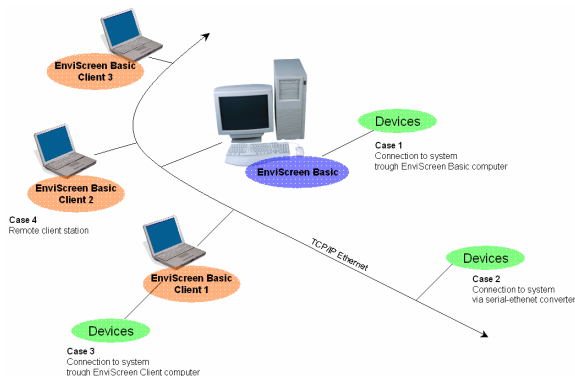 EnviScreen Basic
Client 3
Devices
Case 1
Connection to system
trough EnviScreen Basic computer
EnviScreen Basic
EnviScreen Basic
Client 2
Case 4
Remote client station
TCP/IP Ethernet
Devices
Case 2
Connection to system
via serial-ethenet converter
EnviScreen Basic
Client 1
Devices
Case 3
Connection to system
trough EnviScreen Client computer